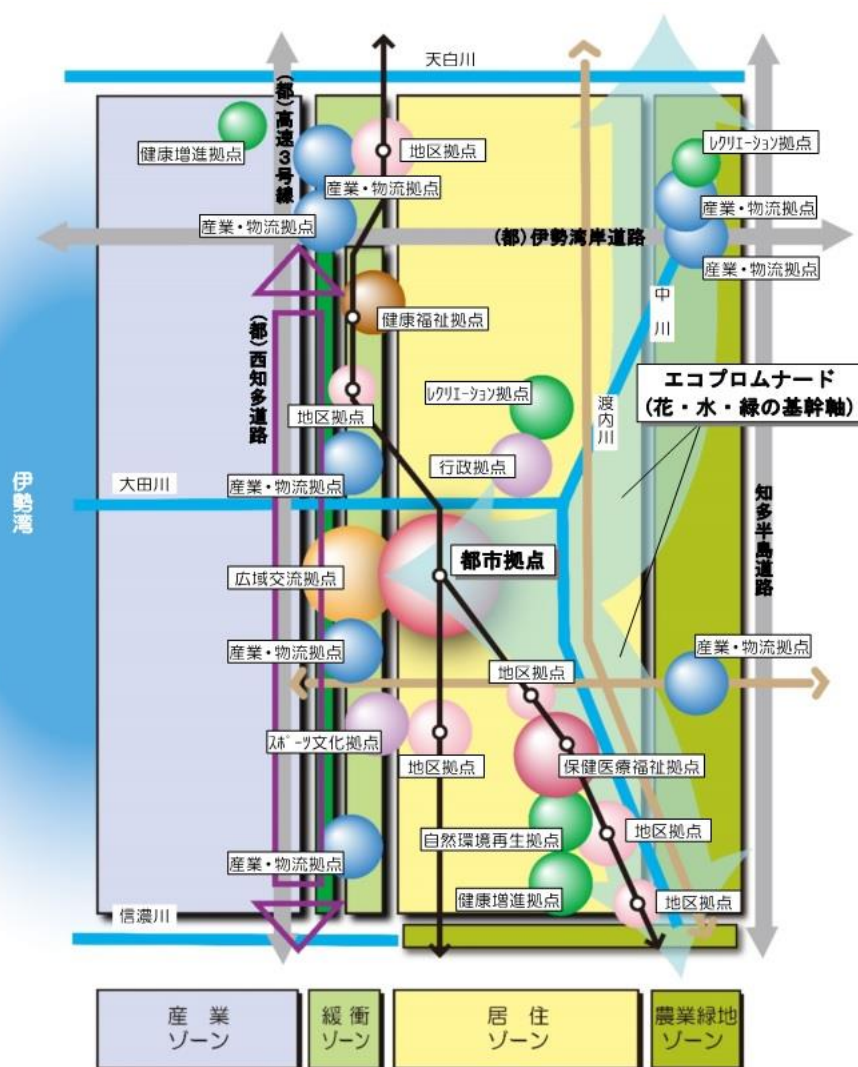 天白川
(都)高速3号線
健康増進拠点
地区拠点
産業・物流拠点
レクリエーション拠点
産業・物流拠点
産業・物流拠点
(都)伊勢湾岸道路
産業・物流拠点
中川
健康福祉拠点
(都)西知多道路
エコプロムナード
(花・水・緑の基幹軸)
レクリエーション拠点
渡内川
地区拠点
行政拠点
産業・物流拠点
大田川
伊勢湾
知多半島道路
都市拠点
広域交流拠点
産業・物流拠点
産業・物流拠点
地区拠点
スポーツ文化拠点
地区拠点
保健医療福祉拠点
自然環境再生拠点
地区拠点
産業・物流拠点
健康増進拠点
地区拠点
信濃川
産業
ゾーン
緩衝
ゾーン
居住
ゾーン
農業緑地
ゾーン